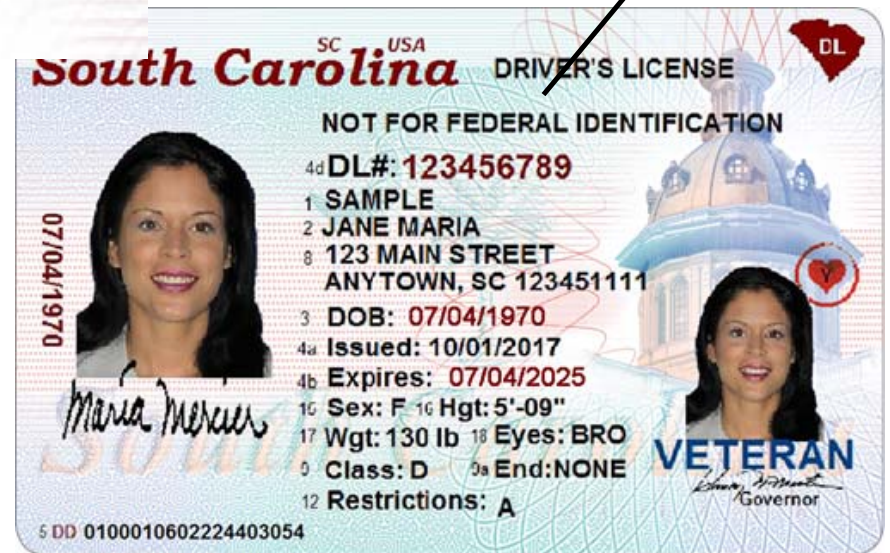 SC USA
South Carolina
DRIVER'S LICENSE
DL
NOT FOR FEDERAL IDENTIFICATION
4d DL#: 123456789
1 SAMPLE
2 JANE MARIA
8 123 MAIN STREET
ANYTOWN, SC 123451111
07/04/1970
3 DOB: 07/04/1970
4a Issued: 10/01/2017
4b Expires: 07/04/2025
15 Sex: F 16 Hgt: 5'-09"
17 Wgt: 130 lb 18 Eyes: BRO
9 Class: D 9a End:NONE
12 Restrictions: A
Maria Mercier
Y
VETERAN
Governor
South Carolina
5 DD 0100010602224403054